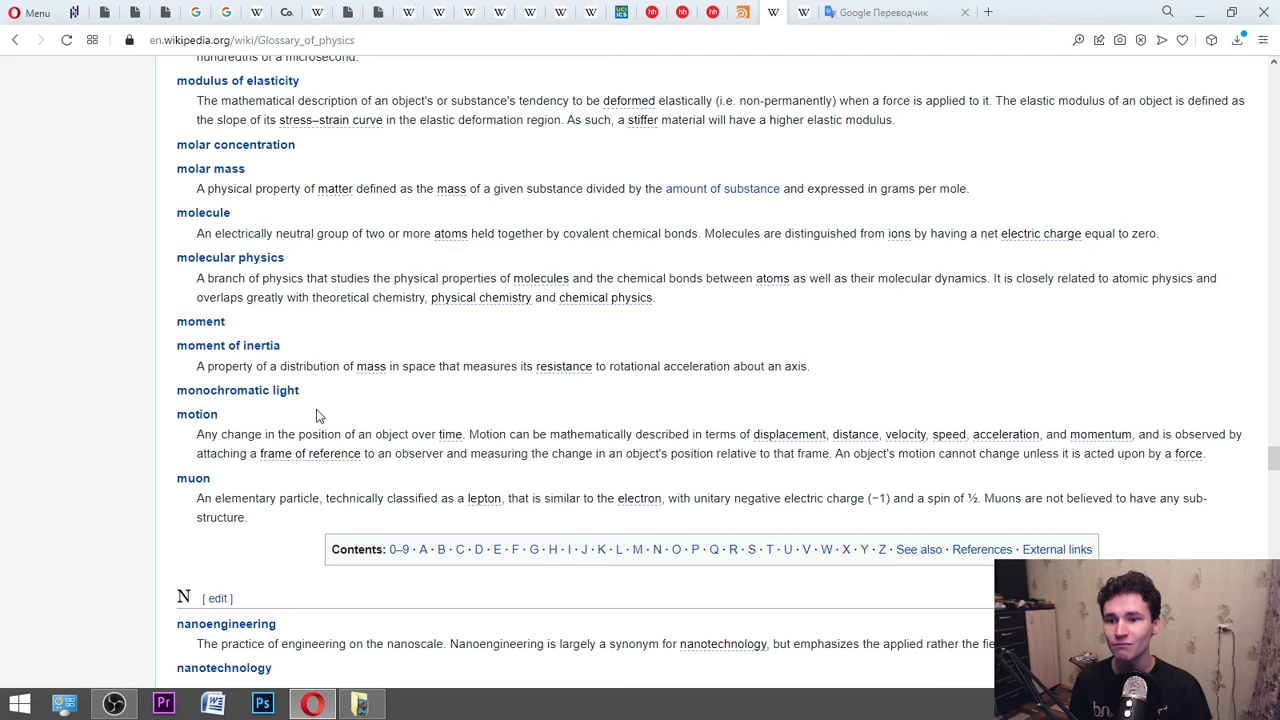 Menu
Co.
UCI
ICS
hh
hh
hh
Google Переводчик
en.wikipedia.org/wiki/Glossary_of_physics
hundredths of a microsecond.
modulus of elasticity
The mathematical description of an object's or substance's tendency to be deformed elastically (i.e. non-permanently) when a force is applied to it. The elastic modulus of an object is defined as
the slope of its stress–strain curve in the elastic deformation region. As such, a stiffer material will have a higher elastic modulus.
molar concentration
molar mass
A physical property of matter defined as the mass of a given substance divided by the amount of substance and expressed in grams per mole.
molecule
An electrically neutral group of two or more atoms held together by covalent chemical bonds. Molecules are distinguished from ions by having a net electric charge equal to zero.
molecular physics
A branch of physics that studies the physical properties of molecules and the chemical bonds between atoms as well as their molecular dynamics. It is closely related to atomic physics and
overlaps greatly with theoretical chemistry, physical chemistry and chemical physics.
moment
moment of inertia
A property of a distribution of mass in space that measures its resistance to rotational acceleration about an axis.
monochromatic light
motion
Any change in the position of an object over time. Motion can be mathematically described in terms of displacement, distance, velocity, speed, acceleration, and momentum, and is observed by
attaching a frame of reference to an observer and measuring the change in an object's position relative to that frame. An object's motion cannot change unless it is acted upon by a force.
muon
An elementary particle, technically classified as a lepton, that is similar to the electron, with unitary negative electric charge (−1) and a spin of ½. Muons are not believed to have any sub-
structure.
Contents: 0–9 · A · B · C · D · E · F · G · H · I · J · K · L · M · N · O · P · Q · R · S · T · U · V · W · X · Y · Z · See also · References · External links
N [ edit ]
nanoengineering
The practice of engineering on the nanoscale. Nanoengineering is largely a synonym for nanotechnology, but emphasizes the applied rather the
nanotechnology
Pr
Ps